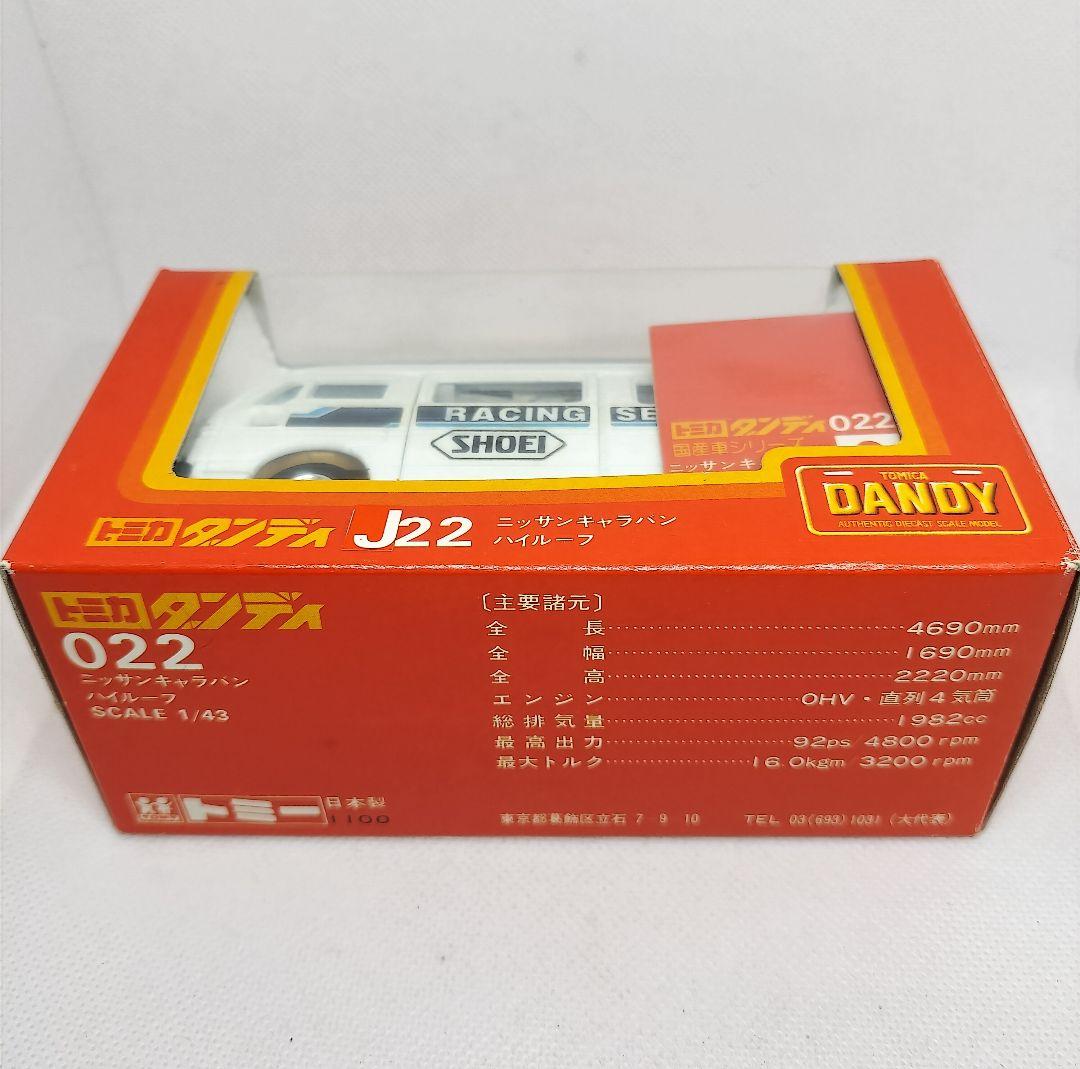 RACING SE
SHOEI
トミカ ダンディ 022
国産車シリーズ
ニッサンキ
TOMICA
DANDY
AUTHENTIC DIECAST SCALE MODEL
トミカ ダンディ J22 ニッサンキャラバン
ハイルーフ
トミカ ダンディ
022
ニッサンキャラバン
ハイルーフ
SCALE 1/43
〔主要諸元〕
全長 4690mm
全幅 1690mm
全高 2220mm
エンジン OHV・直列4気筒
総排気量 1982cc
最高出力 92ps/4800rpm
最大トルク 16.0kgm/3200rpm
トミー 日本製
1100
東京都葛飾区立石 7-9-10 TEL 03(693)1031(大代表)